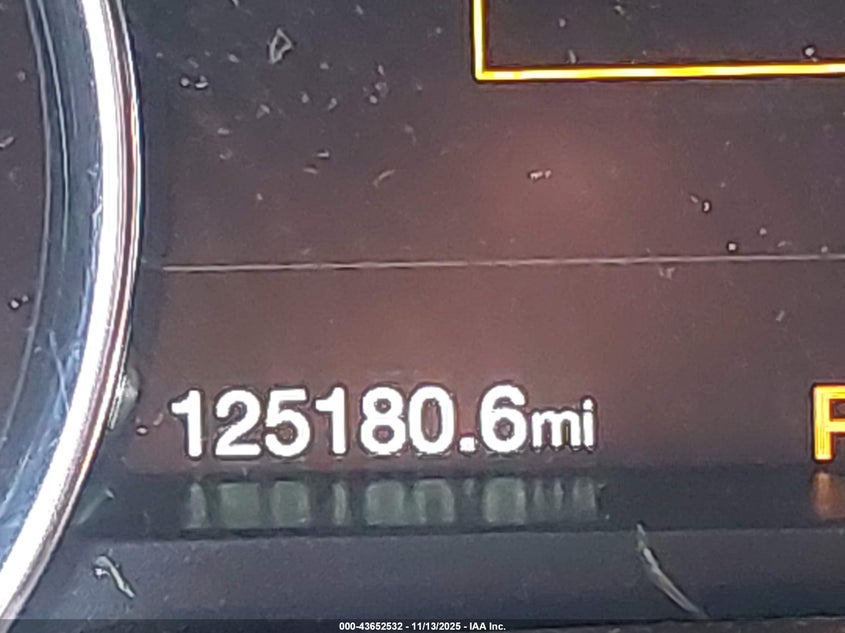 125180.6mi
000-43652532 - 11/13/2025 - IAA Inc.